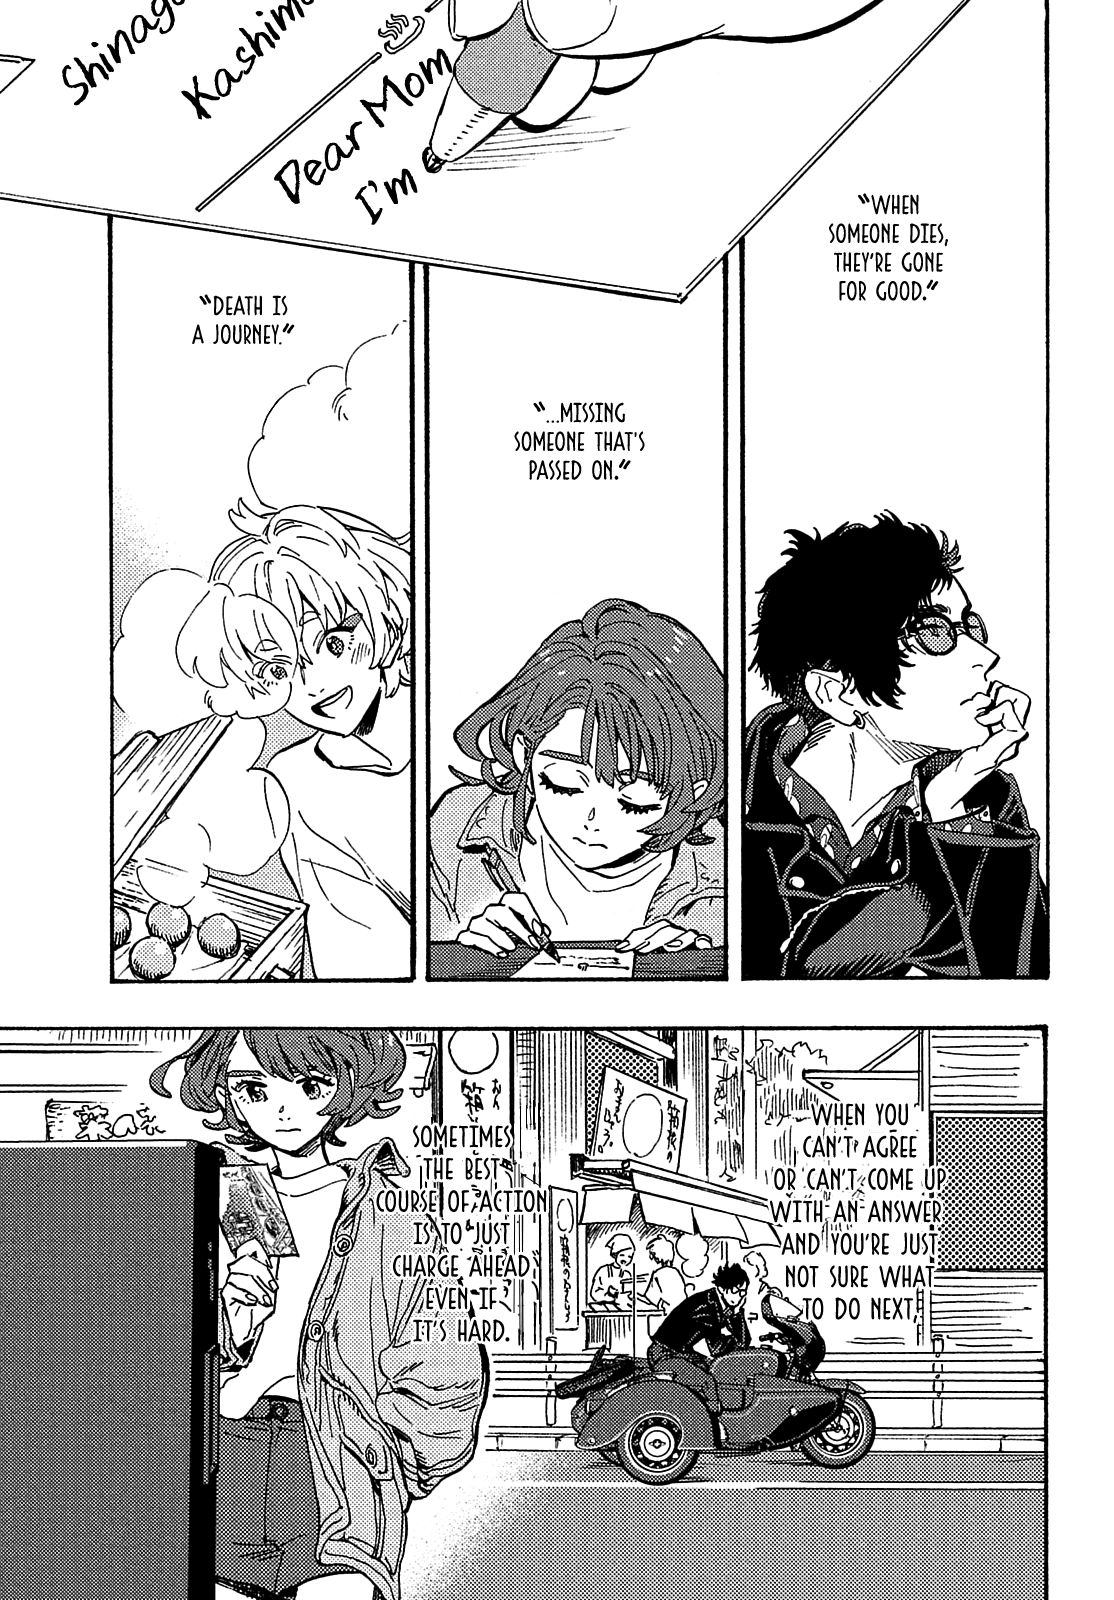 Shinaga
Kashima
Dear Mom
I'm
"WHEN
SOMEONE DIES,
THEY'RE GONE
FOR GOOD."
"...MISSING
SOMEONE THAT'S
PASSED ON."
"DEATH IS
A JOURNEY."
WHEN YOU
CAN'T AGREE
OR CAN'T COME UP
WITH AN ANSWER
AND YOU'RE JUST
NOT SURE WHAT
TO DO NEXT,
SOMETIMES
THE BEST
COURSE OF ACTION
IS TO JUST
CHARGE AHEAD
EVEN IF
IT'S HARD.